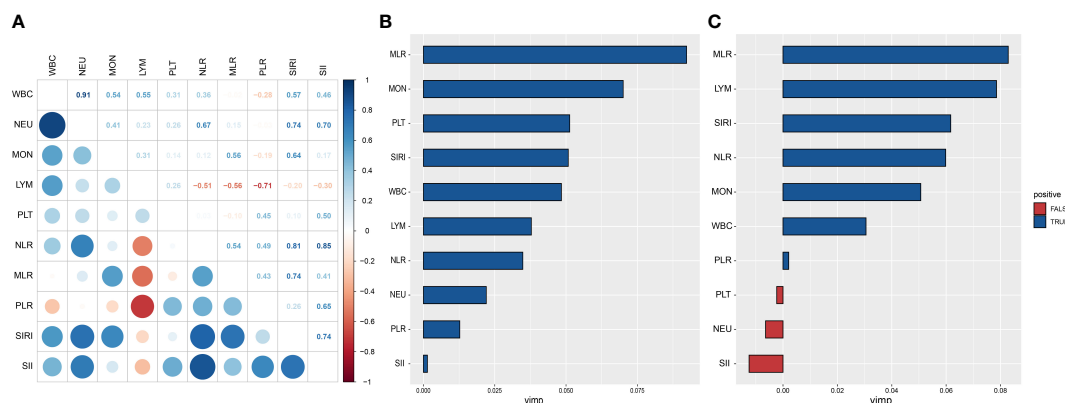 A
WBC NEU MON LYM PLT NLR MLR PLR SIRI SII
WBC 0.91 0.54 0.55 0.31 0.36 −0.28 0.57 0.46
NEU 0.41 0.23 0.28 0.67 0.15 0.74 0.70
MON 0.31 0.14 0.12 0.56 −0.19 0.64 0.17
LYM 0.26 −0.51 −0.56 −0.71 −0.20 −0.30
PLT 0.45 0.50
NLR 0.54 0.49 0.81 0.85
MLR 0.43 0.74 0.41
PLR 0.26 0.65
SIRI 0.74
SII
1
0.8
0.6
0.4
0.2
0
−0.2
−0.4
−0.6
−0.8
−1
B
MLR
MON
PLT
SIRI
WBC
LYM
NLR
NEU
PLR
SII
0.000 0.025 0.050 0.075
vimp
C
MLR
LYM
SIRI
NLR
MON
WBC
PLR
PLT
NEU
SII
0.00 0.02 0.04 0.06 0.08
vimp
positive
FALS
TRU